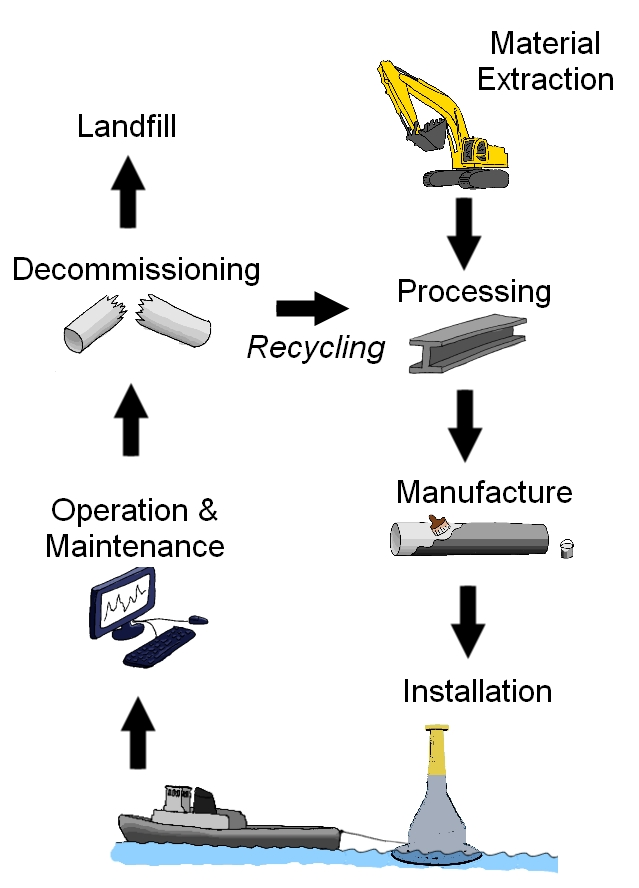 Material
Extraction
Landfill
Decommissioning
Processing
Recycling
Manufacture
Operation &
Maintenance
Installation